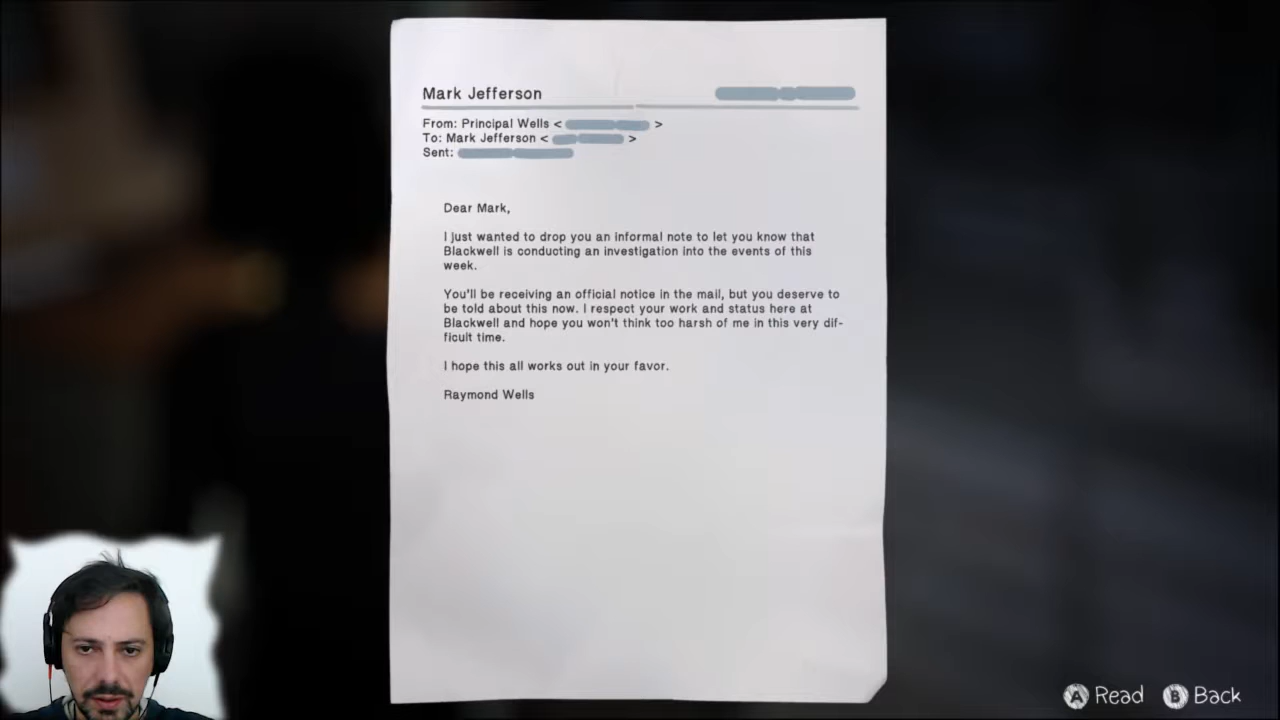 Mark Jefferson
From: Principal Wells < >
To: Mark Jefferson < >
Sent:
Dear Mark,
I just wanted to drop you an informal note to let you know that
Blackwell is conducting an investigation into the events of this
week.
You'll be receiving an official notice in the mail, but you deserve to
be told about this now. I respect your work and status here at
Blackwell and hope you won't think too harsh of me in this very dif-
ficult time.
I hope this all works out in your favor.
Raymond Wells
A Read B Back